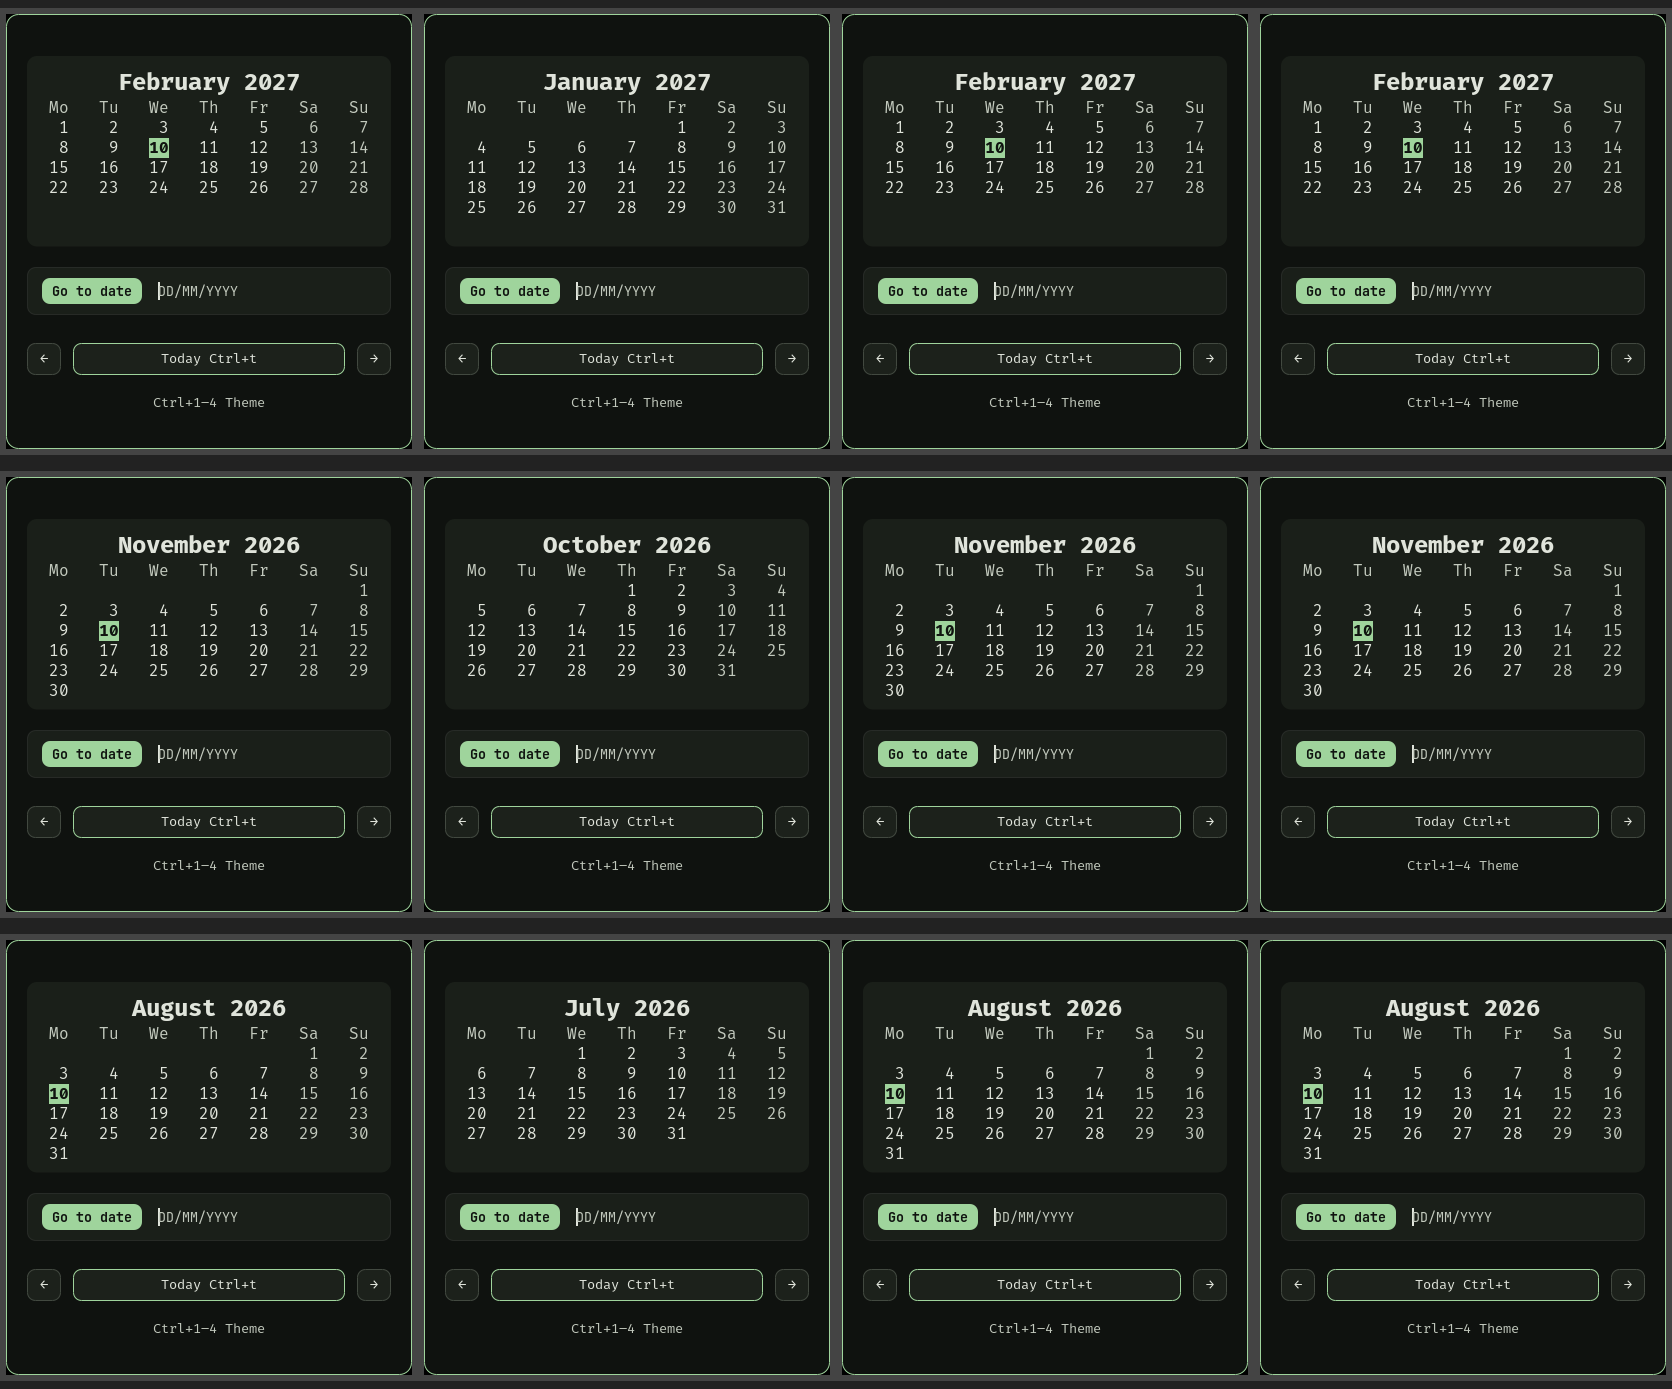 February 2027
Mo Tu We Th Fr Sa Su
1 2 3 4 5 6 7
8 9 10 11 12 13 14
15 16 17 18 19 20 21
22 23 24 25 26 27 28
Go to date DD/MM/YYYY
← Today Ctrl+t →
Ctrl+1–4 Theme
January 2027
Mo Tu We Th Fr Sa Su
1 2 3
4 5 6 7 8 9 10
11 12 13 14 15 16 17
18 19 20 21 22 23 24
25 26 27 28 29 30 31
Go to date DD/MM/YYYY
← Today Ctrl+t →
Ctrl+1–4 Theme
February 2027
Mo Tu We Th Fr Sa Su
1 2 3 4 5 6 7
8 9 10 11 12 13 14
15 16 17 18 19 20 21
22 23 24 25 26 27 28
Go to date DD/MM/YYYY
← Today Ctrl+t →
Ctrl+1–4 Theme
February 2027
Mo Tu We Th Fr Sa Su
1 2 3 4 5 6 7
8 9 10 11 12 13 14
15 16 17 18 19 20 21
22 23 24 25 26 27 28
Go to date DD/MM/YYYY
← Today Ctrl+t →
Ctrl+1–4 Theme
November 2026
Mo Tu We Th Fr Sa Su
1
2 3 4 5 6 7 8
9 10 11 12 13 14 15
16 17 18 19 20 21 22
23 24 25 26 27 28 29
30
Go to date DD/MM/YYYY
← Today Ctrl+t →
Ctrl+1–4 Theme
October 2026
Mo Tu We Th Fr Sa Su
1 2 3 4
5 6 7 8 9 10 11
12 13 14 15 16 17 18
19 20 21 22 23 24 25
26 27 28 29 30 31
Go to date DD/MM/YYYY
← Today Ctrl+t →
Ctrl+1–4 Theme
November 2026
Mo Tu We Th Fr Sa Su
1
2 3 4 5 6 7 8
9 10 11 12 13 14 15
16 17 18 19 20 21 22
23 24 25 26 27 28 29
30
Go to date DD/MM/YYYY
← Today Ctrl+t →
Ctrl+1–4 Theme
November 2026
Mo Tu We Th Fr Sa Su
1
2 3 4 5 6 7 8
9 10 11 12 13 14 15
16 17 18 19 20 21 22
23 24 25 26 27 28 29
30
Go to date DD/MM/YYYY
← Today Ctrl+t →
Ctrl+1–4 Theme
August 2026
Mo Tu We Th Fr Sa Su
1 2
3 4 5 6 7 8 9
10 11 12 13 14 15 16
17 18 19 20 21 22 23
24 25 26 27 28 29 30
31
Go to date DD/MM/YYYY
← Today Ctrl+t →
Ctrl+1–4 Theme
July 2026
Mo Tu We Th Fr Sa Su
1 2 3 4 5
6 7 8 9 10 11 12
13 14 15 16 17 18 19
20 21 22 23 24 25 26
27 28 29 30 31
Go to date DD/MM/YYYY
← Today Ctrl+t →
Ctrl+1–4 Theme
August 2026
Mo Tu We Th Fr Sa Su
1 2
3 4 5 6 7 8 9
10 11 12 13 14 15 16
17 18 19 20 21 22 23
24 25 26 27 28 29 30
31
Go to date DD/MM/YYYY
← Today Ctrl+t →
Ctrl+1–4 Theme
August 2026
Mo Tu We Th Fr Sa Su
1 2
3 4 5 6 7 8 9
10 11 12 13 14 15 16
17 18 19 20 21 22 23
24 25 26 27 28 29 30
31
Go to date DD/MM/YYYY
← Today Ctrl+t →
Ctrl+1–4 Theme